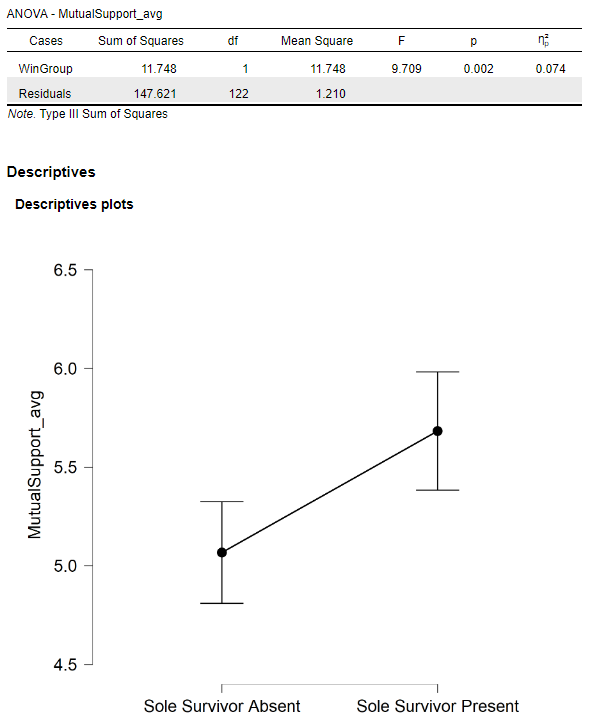 ANOVA - MutualSupport_avg
Cases Sum of Squares df Mean Square F p η²p
WinGroup 11.748 1 11.748 9.709 0.002 0.074
Residuals 147.621 122 1.210
Note. Type III Sum of Squares
Descriptives
Descriptives plots
6.5
6.0
5.5
5.0
4.5
MutualSupport_avg
Sole Survivor Absent Sole Survivor Present